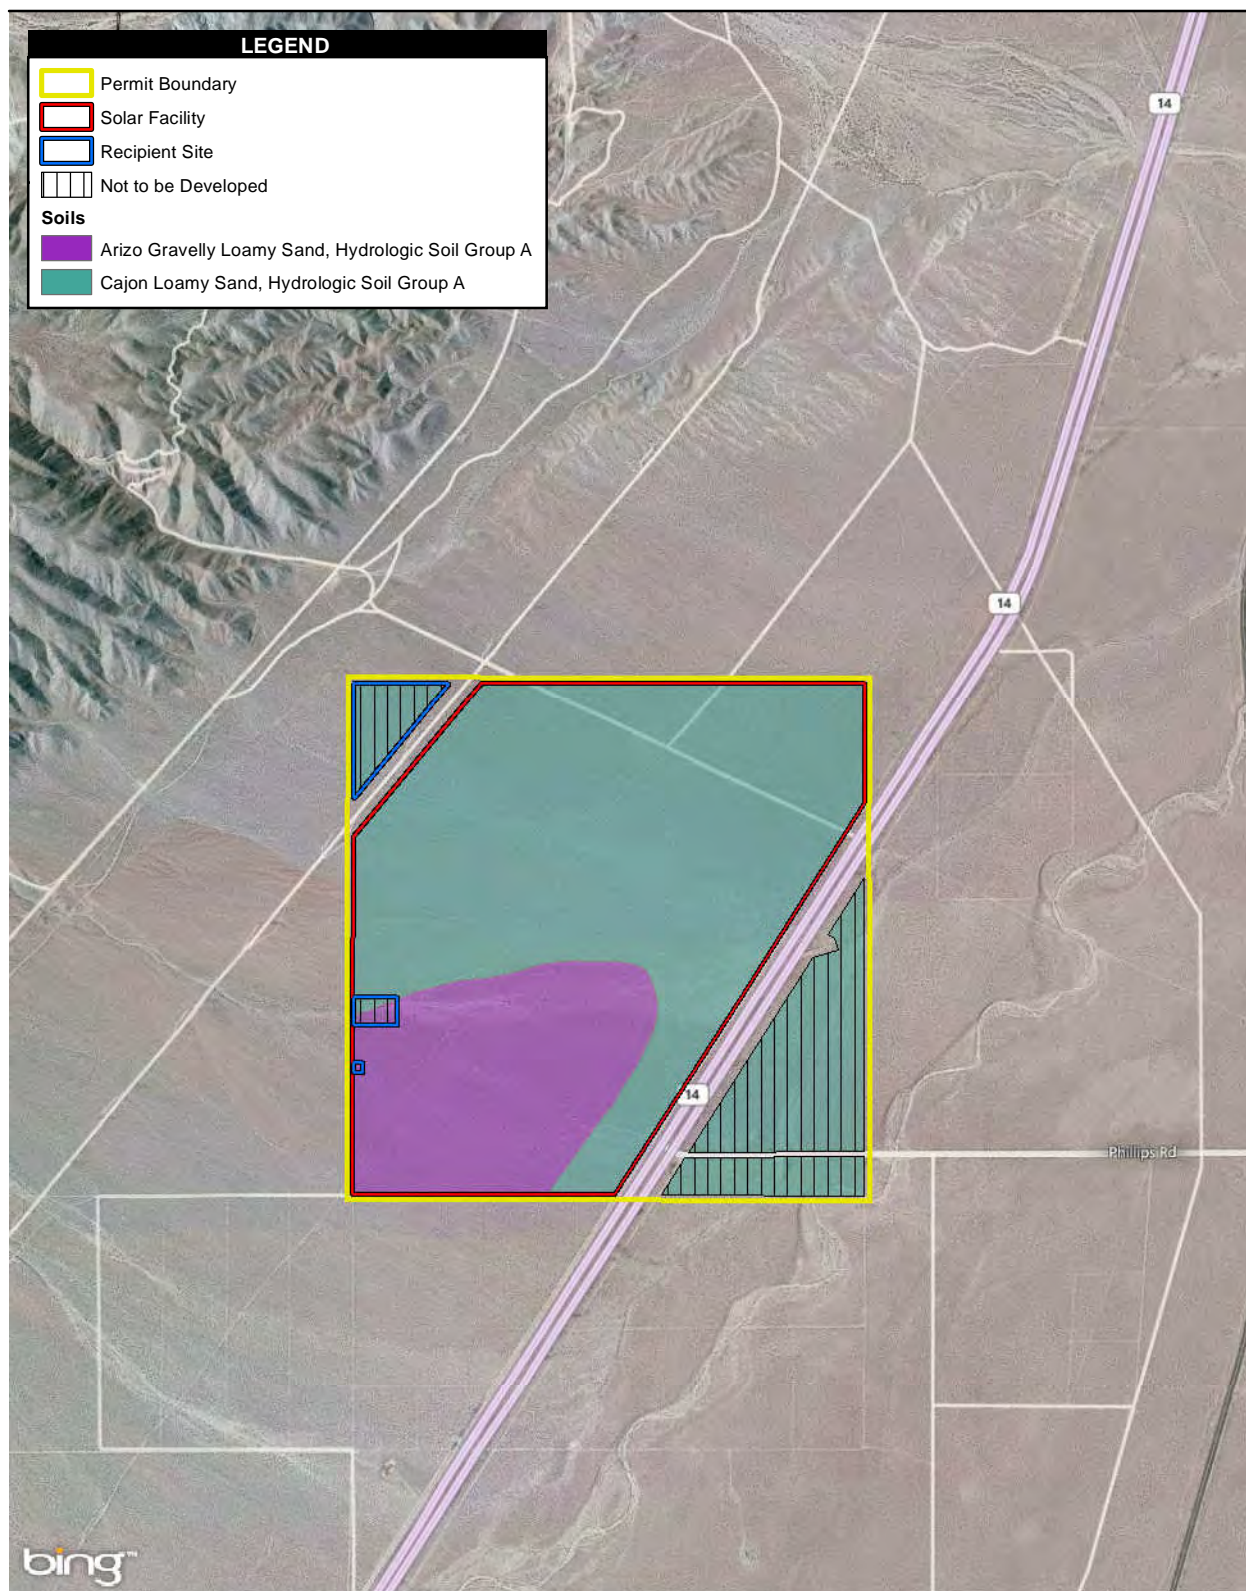 LEGEND
Permit Boundary
Solar Facility
Recipient Site
Not to be Developed
Soils
Arizo Gravelly Loamy Sand, Hydrologic Soil Group A
Cajon Loamy Sand, Hydrologic Soil Group A
14
14
14
Phillips Rd
bing™